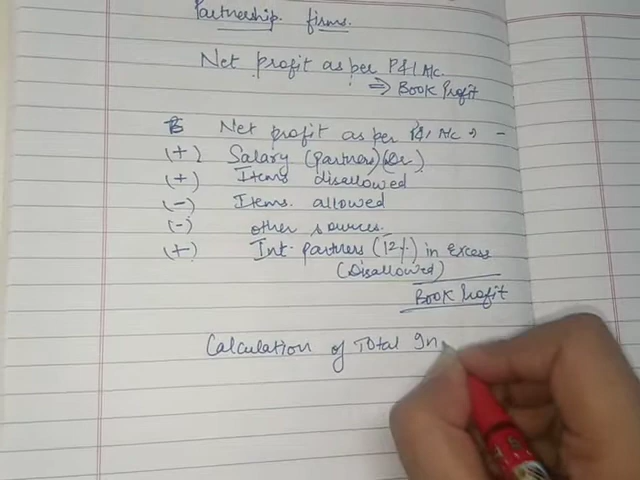 Partnership firms.
Net profit as per P&L A/c.
⇒ Book Profit
Net profit as per P&L A/c → -
(+) Salary (partners) (Dr)
(+) Items disallowed
(-) Items allowed
(-) other sources.
(+) Int. partners (12%) in Excess
(Disallowed)
Book Profit
Calculation of Total In